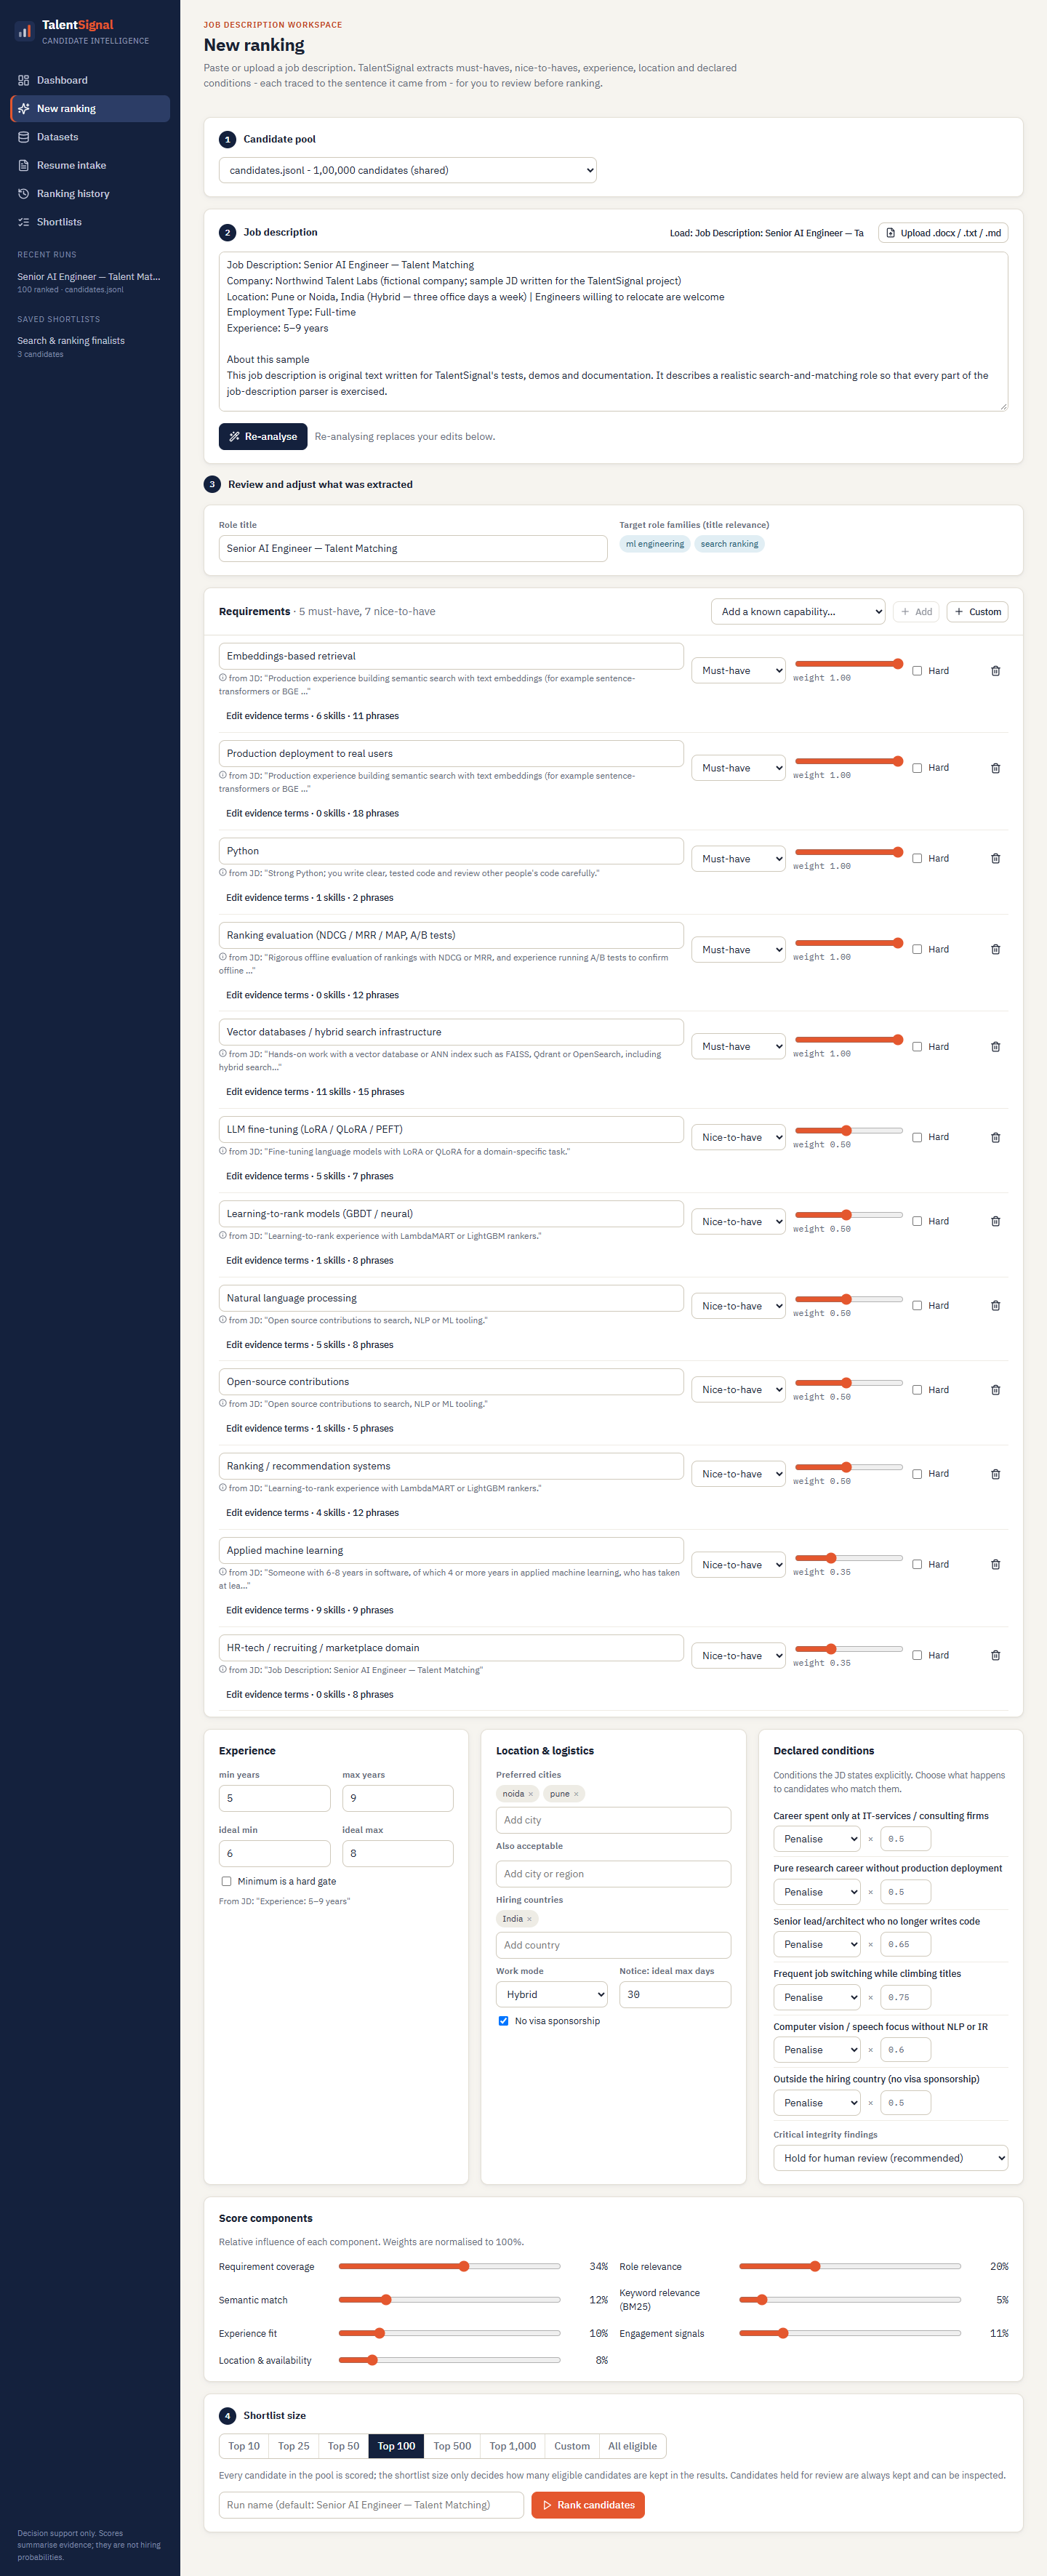 TalentSignal
CANDIDATE INTELLIGENCE
Dashboard
New ranking
Datasets
Resume intake
Ranking history
Shortlists
RECENT RUNS
Senior AI Engineer — Talent Mat...
100 ranked · candidates.jsonl
SAVED SHORTLISTS
Search & ranking finalists
3 candidates
Decision support only. Scores
summarise evidence; they are not hiring
probabilities.
JOB DESCRIPTION WORKSPACE
New ranking
Paste or upload a job description. TalentSignal extracts must-haves, nice-to-haves, experience, location and declared
conditions - each traced to the sentence it came from - for you to review before ranking.
1 Candidate pool
candidates.jsonl - 1,00,000 candidates (shared)
2 Job description
Load: Job Description: Senior AI Engineer — Ta
Upload .docx / .txt / .md
Job Description: Senior AI Engineer — Talent Matching
Company: Northwind Talent Labs (fictional company; sample JD written for the TalentSignal project)
Location: Pune or Noida, India (Hybrid — three office days a week) | Engineers willing to relocate are welcome
Employment Type: Full-time
Experience: 5–9 years
About this sample
This job description is original text written for TalentSignal's tests, demos and documentation. It describes a realistic search-and-matching role so that every part of the
job-description parser is exercised.
Re-analyse
Re-analysing replaces your edits below.
3 Review and adjust what was extracted
Role title
Senior AI Engineer — Talent Matching
Target role families (title relevance)
ml engineering
search ranking
Requirements · 5 must-have, 7 nice-to-have
Add a known capability...
+ Add
+ Custom
Embeddings-based retrieval
Must-have
weight 1.00
Hard
from JD: "Production experience building semantic search with text embeddings (for example sentence-
transformers or BGE ..."
Edit evidence terms · 6 skills · 11 phrases
Production deployment to real users
Must-have
weight 1.00
Hard
from JD: "Production experience building semantic search with text embeddings (for example sentence-
transformers or BGE ..."
Edit evidence terms · 0 skills · 18 phrases
Python
Must-have
weight 1.00
Hard
from JD: "Strong Python; you write clear, tested code and review other people's code carefully."
Edit evidence terms · 1 skills · 2 phrases
Ranking evaluation (NDCG / MRR / MAP, A/B tests)
Must-have
weight 1.00
Hard
from JD: "Rigorous offline evaluation of rankings with NDCG or MRR, and experience running A/B tests to confirm
offline ..."
Edit evidence terms · 0 skills · 12 phrases
Vector databases / hybrid search infrastructure
Must-have
weight 1.00
Hard
from JD: "Hands-on work with a vector database or ANN index such as FAISS, Qdrant or OpenSearch, including
hybrid search..."
Edit evidence terms · 11 skills · 15 phrases
LLM fine-tuning (LoRA / QLoRA / PEFT)
Nice-to-have
weight 0.50
Hard
from JD: "Fine-tuning language models with LoRA or QLoRA for a domain-specific task."
Edit evidence terms · 5 skills · 7 phrases
Learning-to-rank models (GBDT / neural)
Nice-to-have
weight 0.50
Hard
from JD: "Learning-to-rank experience with LambdaMART or LightGBM rankers."
Edit evidence terms · 1 skills · 8 phrases
Natural language processing
Nice-to-have
weight 0.50
Hard
from JD: "Open source contributions to search, NLP or ML tooling."
Edit evidence terms · 5 skills · 8 phrases
Open-source contributions
Nice-to-have
weight 0.50
Hard
from JD: "Open source contributions to search, NLP or ML tooling."
Edit evidence terms · 1 skills · 5 phrases
Ranking / recommendation systems
Nice-to-have
weight 0.50
Hard
from JD: "Learning-to-rank experience with LambdaMART or LightGBM rankers."
Edit evidence terms · 4 skills · 12 phrases
Applied machine learning
Nice-to-have
weight 0.35
Hard
from JD: "Someone with 6-8 years in software, of which 4 or more years in applied machine learning, who has taken
at lea..."
Edit evidence terms · 9 skills · 9 phrases
HR-tech / recruiting / marketplace domain
Nice-to-have
weight 0.35
Hard
from JD: "Job Description: Senior AI Engineer — Talent Matching"
Edit evidence terms · 0 skills · 8 phrases
Experience
min years
max years
5
9
ideal min
ideal max
6
8
Minimum is a hard gate
From JD: "Experience: 5–9 years"
Location & logistics
Preferred cities
noida ×
pune ×
Add city
Also acceptable
Add city or region
Hiring countries
India ×
Add country
Work mode
Notice: ideal max days
Hybrid
30
No visa sponsorship
Declared conditions
Conditions the JD states explicitly. Choose what happens
to candidates who match them.
Career spent only at IT-services / consulting firms
Penalise × 0.5
Pure research career without production deployment
Penalise × 0.5
Senior lead/architect who no longer writes code
Penalise × 0.65
Frequent job switching while climbing titles
Penalise × 0.75
Computer vision / speech focus without NLP or IR
Penalise × 0.6
Outside the hiring country (no visa sponsorship)
Penalise × 0.5
Critical integrity findings
Hold for human review (recommended)
Score components
Relative influence of each component. Weights are normalised to 100%.
Requirement coverage 34%
Role relevance 20%
Semantic match 12%
Keyword relevance
(BM25) 5%
Experience fit 10%
Engagement signals 11%
Location & availability 8%
4 Shortlist size
Top 10
Top 25
Top 50
Top 100
Top 500
Top 1,000
Custom
All eligible
Every candidate in the pool is scored; the shortlist size only decides how many eligible candidates are kept in the results. Candidates held for review are always kept and can be inspected.
Run name (default: Senior AI Engineer — Talent Matching)
Rank candidates